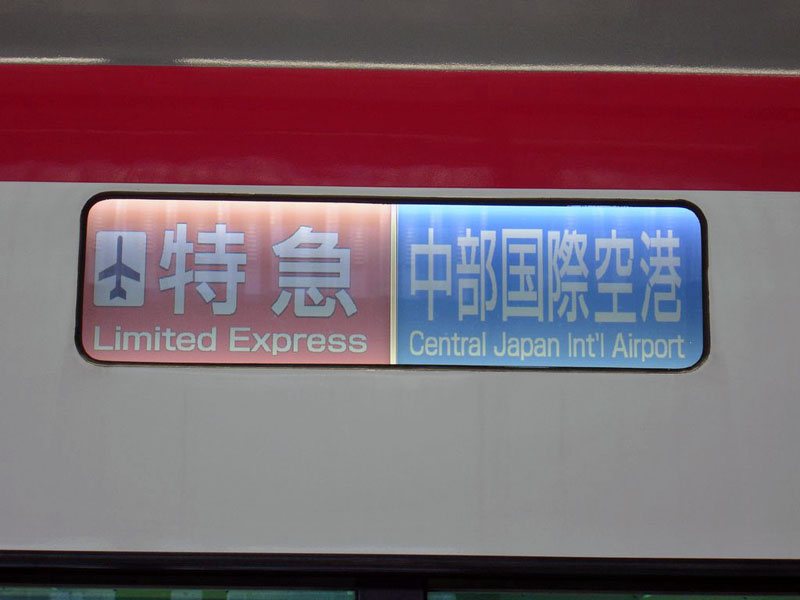 特急
Limited Express
中部国際空港
Central Japan Int'l Airport